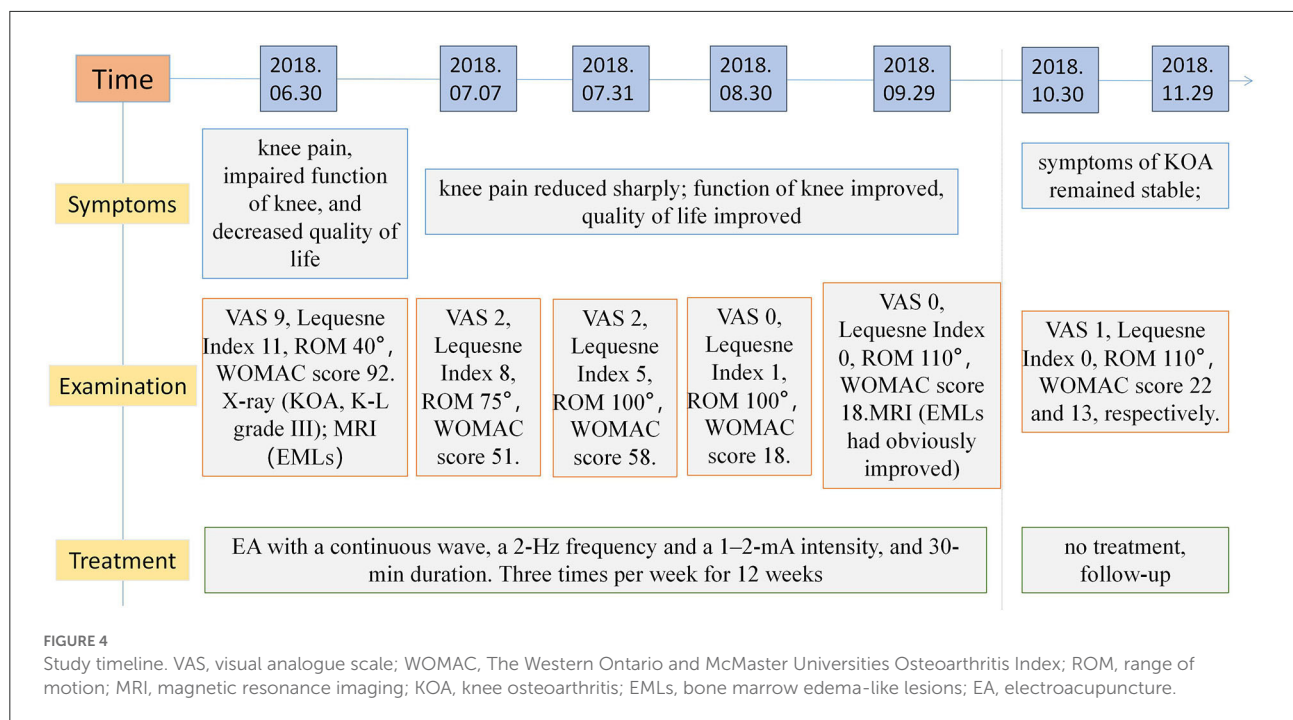 Time
2018.
06.30
2018.
07.07
2018.
07.31
2018.
08.30
2018.
09.29
2018.
10.30
2018.
11.29
Symptoms
knee pain,
impaired function
of knee, and
decreased quality of
life
knee pain reduced sharply; function of knee improved,
quality of life improved
symptoms of KOA
remained stable;
Examination
VAS 9, Lequesne
Index 11, ROM 40°,
WOMAC score 92.
X-ray (KOA, K-L
grade III); MRI
(EMLs)
VAS 2,
Lequesne
Index 8,
ROM 75°,
WOMAC
score 51.
VAS 2,
Lequesne
Index 5,
ROM 100°,
WOMAC
score 58.
VAS 0,
Lequesne
Index 1,
ROM 100°,
WOMAC
score 18.
VAS 0,
Lequesne Index
0, ROM 110°,
WOMAC score
18.MRI (EMLs
had obviously
improved)
VAS 1, Lequesne
Index 0, ROM 110°,
WOMAC score 22
and 13, respectively.
Treatment
EA with a continuous wave, a 2-Hz frequency and a 1–2-mA intensity, and 30-
min duration. Three times per week for 12 weeks
no treatment,
follow-up
FIGURE 4
Study timeline. VAS, visual analogue scale; WOMAC, The Western Ontario and McMaster Universities Osteoarthritis Index; ROM, range of
motion; MRI, magnetic resonance imaging; KOA, knee osteoarthritis; EMLs, bone marrow edema-like lesions; EA, electroacupuncture.